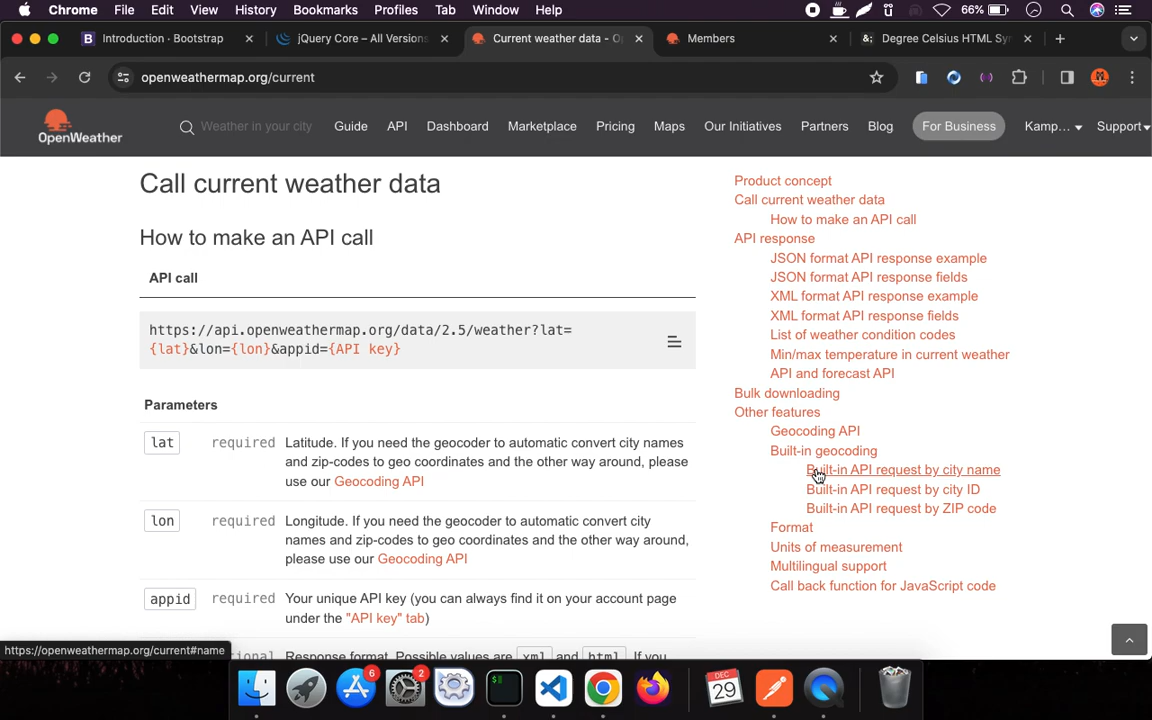 Chrome File Edit View History Bookmarks Profiles Tab Window Help
66%
Introduction · Bootstrap
jQuery Core – All Versions
Current weather data - O
Members
Degree Celsius HTML Sy
openweathermap.org/current
OpenWeather
Weather in your city
Guide API Dashboard Marketplace Pricing Maps Our Initiatives Partners Blog For Business Kamp... Support
Call current weather data
How to make an API call
API call
https://api.openweathermap.org/data/2.5/weather?lat=
{lat}&lon={lon}&appid={API key}
Parameters
lat required Latitude. If you need the geocoder to automatic convert city names
and zip-codes to geo coordinates and the other way around, please
use our Geocoding API
lon required Longitude. If you need the geocoder to automatic convert city
names and zip-codes to geo coordinates and the other way around,
please use our Geocoding API
appid required Your unique API key (you can always find it on your account page
under the "API key" tab)
Response format. Possible values are xml and html. If you
Product concept
Call current weather data
How to make an API call
API response
JSON format API response example
JSON format API response fields
XML format API response example
XML format API response fields
List of weather condition codes
Min/max temperature in current weather
API and forecast API
Bulk downloading
Other features
Geocoding API
Built-in geocoding
Built-in API request by city name
Built-in API request by city ID
Built-in API request by ZIP code
Format
Units of measurement
Multilingual support
Call back function for JavaScript code
https://openweathermap.org/current#name
6
2
DEC
29